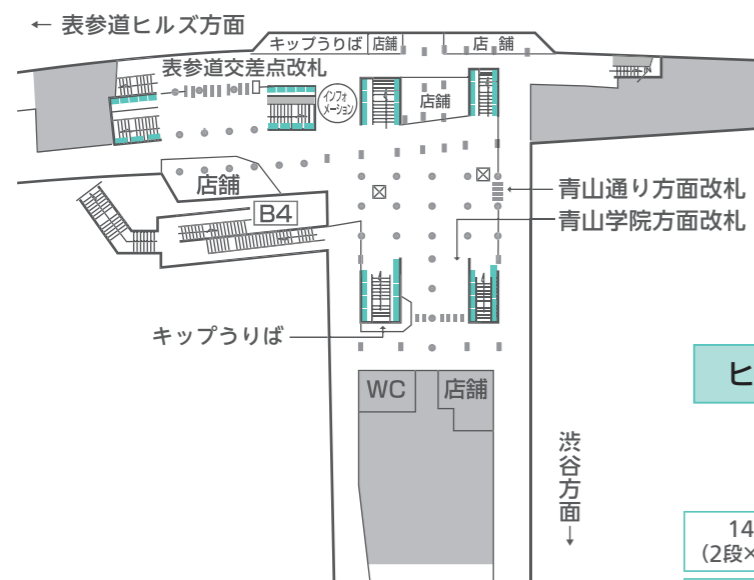 ← 表参道ヒルズ方面
キップうりば
店舗
店舗
表参道交差点改札
インフォ
メーション
店舗
店舗
B4
青山通り方面改札
青山学院方面改札
キップうりば
WC
店舗
ヒ
渋谷方面→
14
(2段×